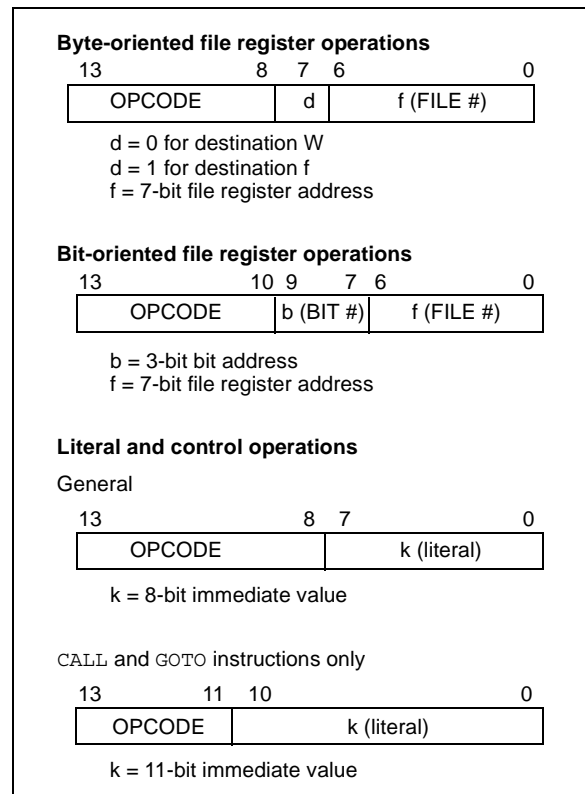 Byte-oriented file register operations
13 8 7 6 0
OPCODE d f (FILE #)
d = 0 for destination W
d = 1 for destination f
f = 7-bit file register address
Bit-oriented file register operations
13 10 9 7 6 0
OPCODE b (BIT #) f (FILE #)
b = 3-bit bit address
f = 7-bit file register address
Literal and control operations
General
13 8 7 0
OPCODE k (literal)
k = 8-bit immediate value
CALL and GOTO instructions only
13 11 10 0
OPCODE k (literal)
k = 11-bit immediate value